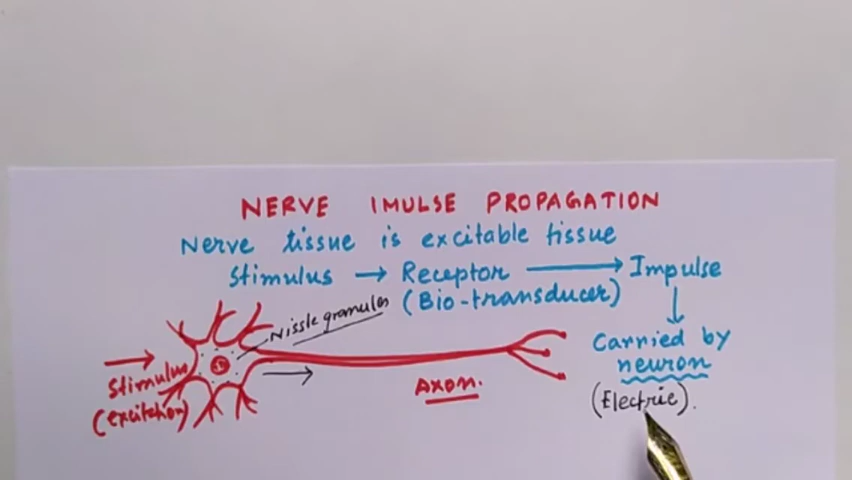 NERVE IMULSE PROPAGATION
Nerve tissue is excitable tissue
Stimulus → Receptor → Impulse
(Bio-transducer)
Nissle granules
Carried by
neuron
(Electric).
Stimulus
(excitation)
Axon.